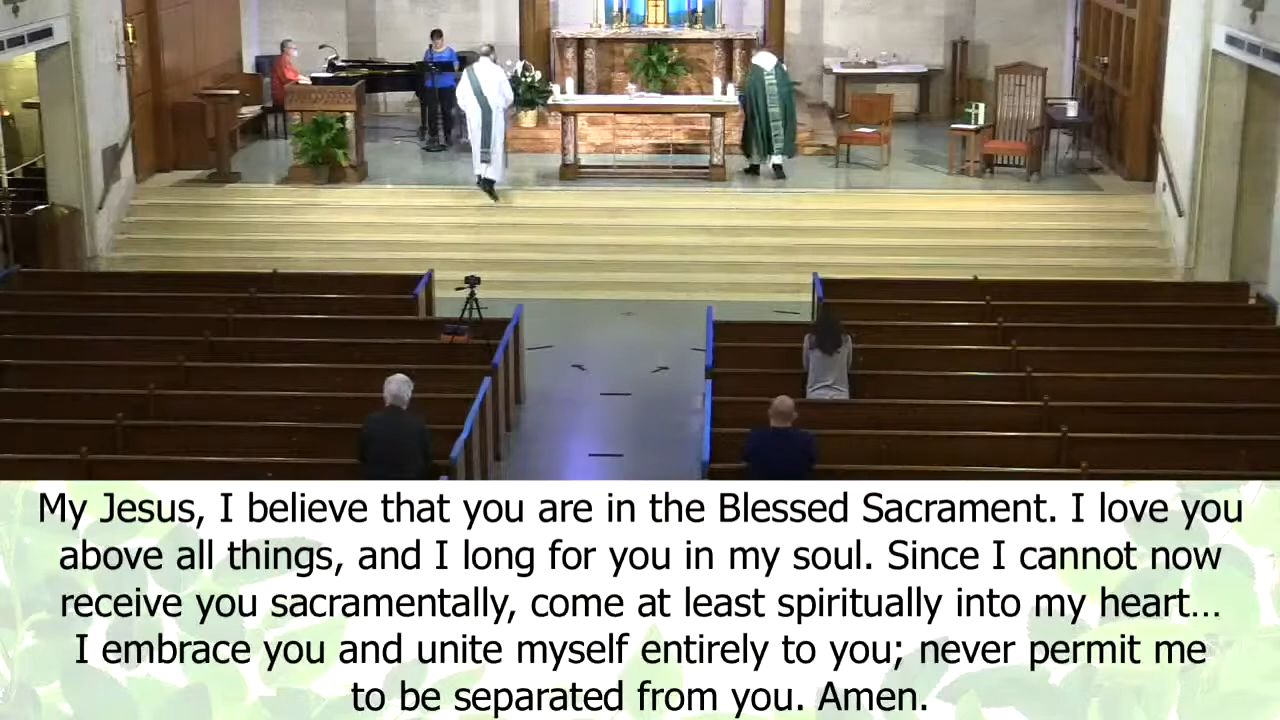 My Jesus, I believe that you are in the Blessed Sacrament. I love you
above all things, and I long for you in my soul. Since I cannot now
receive you sacramentally, come at least spiritually into my heart...
I embrace you and unite myself entirely to you; never permit me
to be separated from you. Amen.